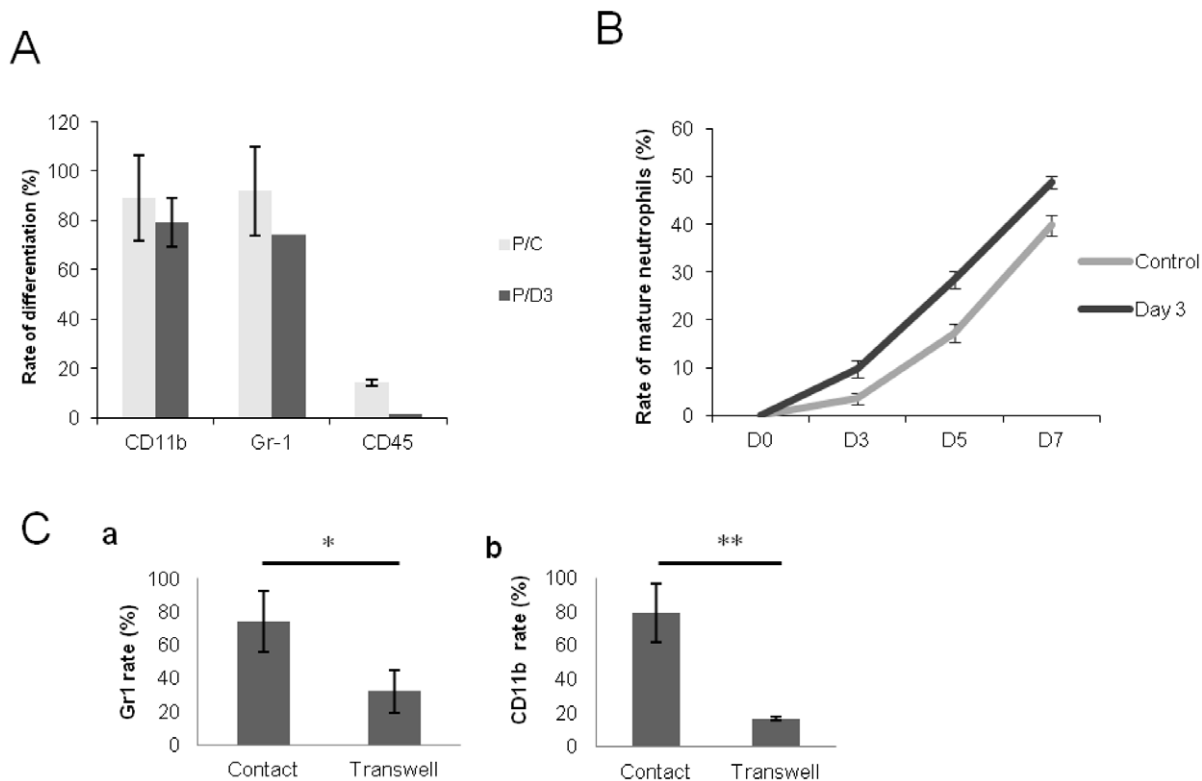 A
Rate of differentiation (%)
120
100
80
60
40
20
0
CD11b Gr-1 CD45
P/C
P/D3
B
Rate of mature neutrophils (%)
60
50
40
30
20
10
0
D0 D3 D5 D7
Control
Day 3
C
a
*
Gr1 rate (%)
100
80
60
40
20
0
Contact Transwell
b
**
CD11b rate (%)
100
80
60
40
20
0
Contact Transwell